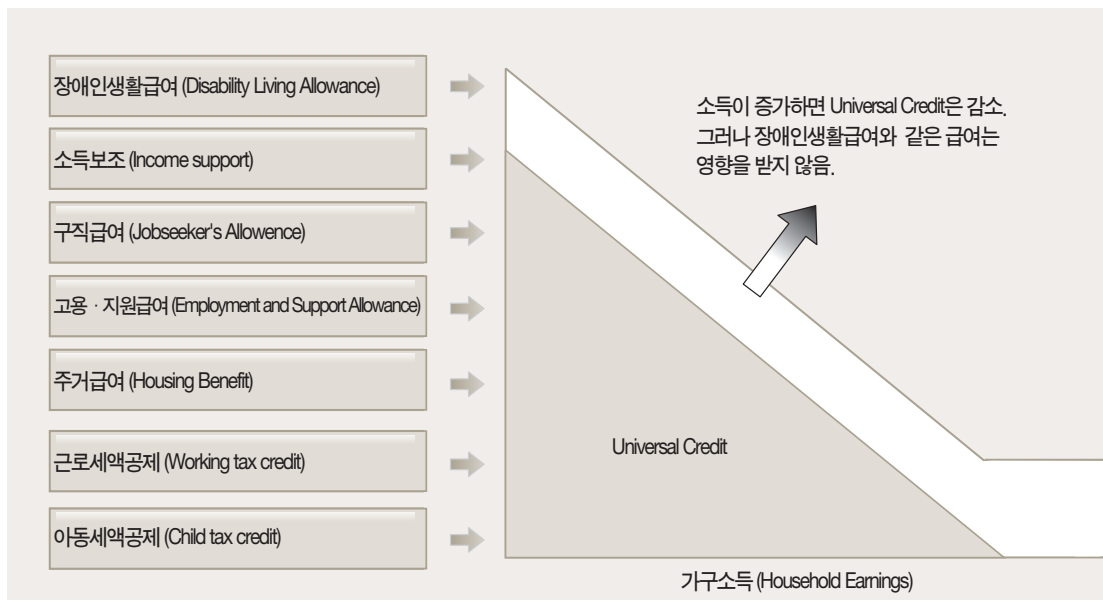 장애인생활급여 (Disability Living Allowance)
소득보조 (Income support)
구직급여 (Jobseeker's Allowence)
고용 · 지원급여 (Employment and Support Allowance)
주거급여 (Housing Benefit)
근로세액공제 (Working tax credit)
아동세액공제 (Child tax credit)
소득이 증가하면 Universal Credit은 감소.
그러나 장애인생활급여와 같은 급여는
영향을 받지 않음.
Universal Credit
가구소득 (Household Earnings)